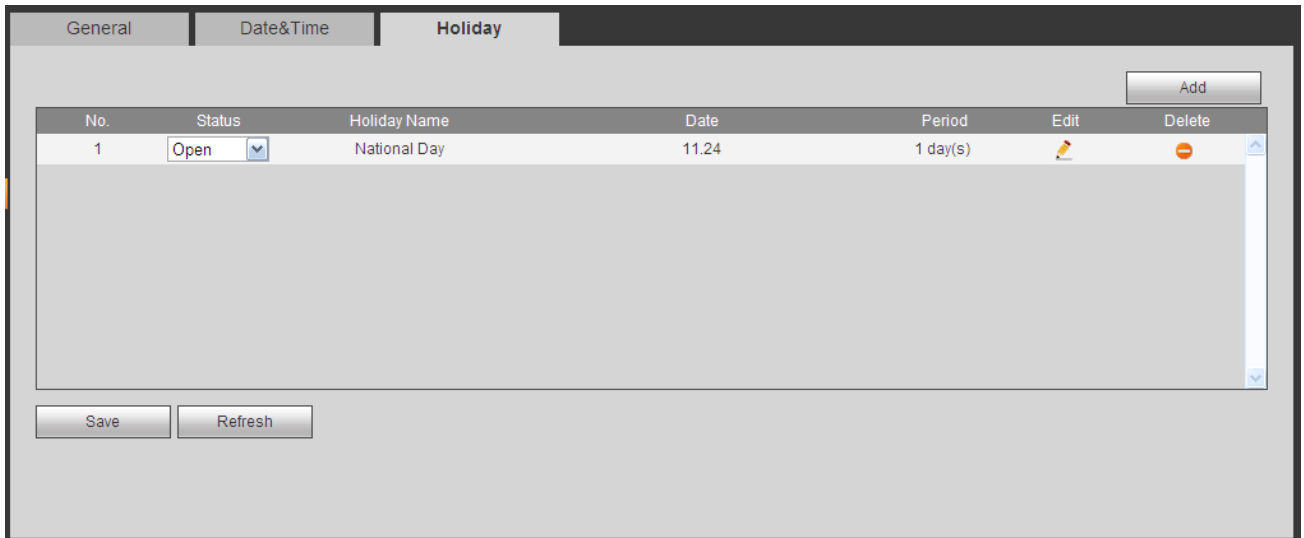 General Date&Time Holiday
Add
No. Status Holiday Name Date Period Edit Delete
1 Open National Day 11.24 1 day(s)
Save Refresh